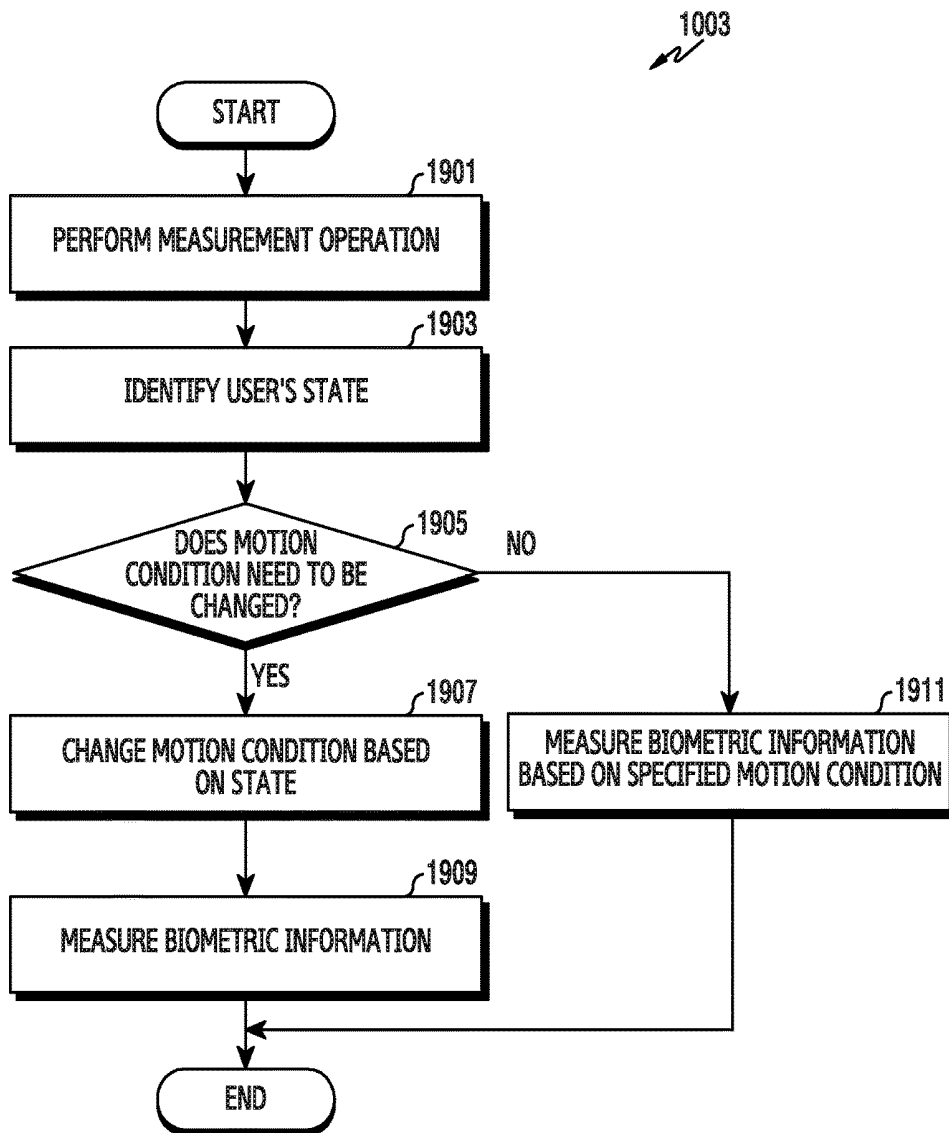 1003
START
1901
PERFORM MEASUREMENT OPERATION
1903
IDENTIFY USER'S STATE
1905
DOES MOTION
CONDITION NEED TO BE
CHANGED?
NO
YES
1907
CHANGE MOTION CONDITION BASED
ON STATE
1911
MEASURE BIOMETRIC INFORMATION
BASED ON SPECIFIED MOTION CONDITION
1909
MEASURE BIOMETRIC INFORMATION
END